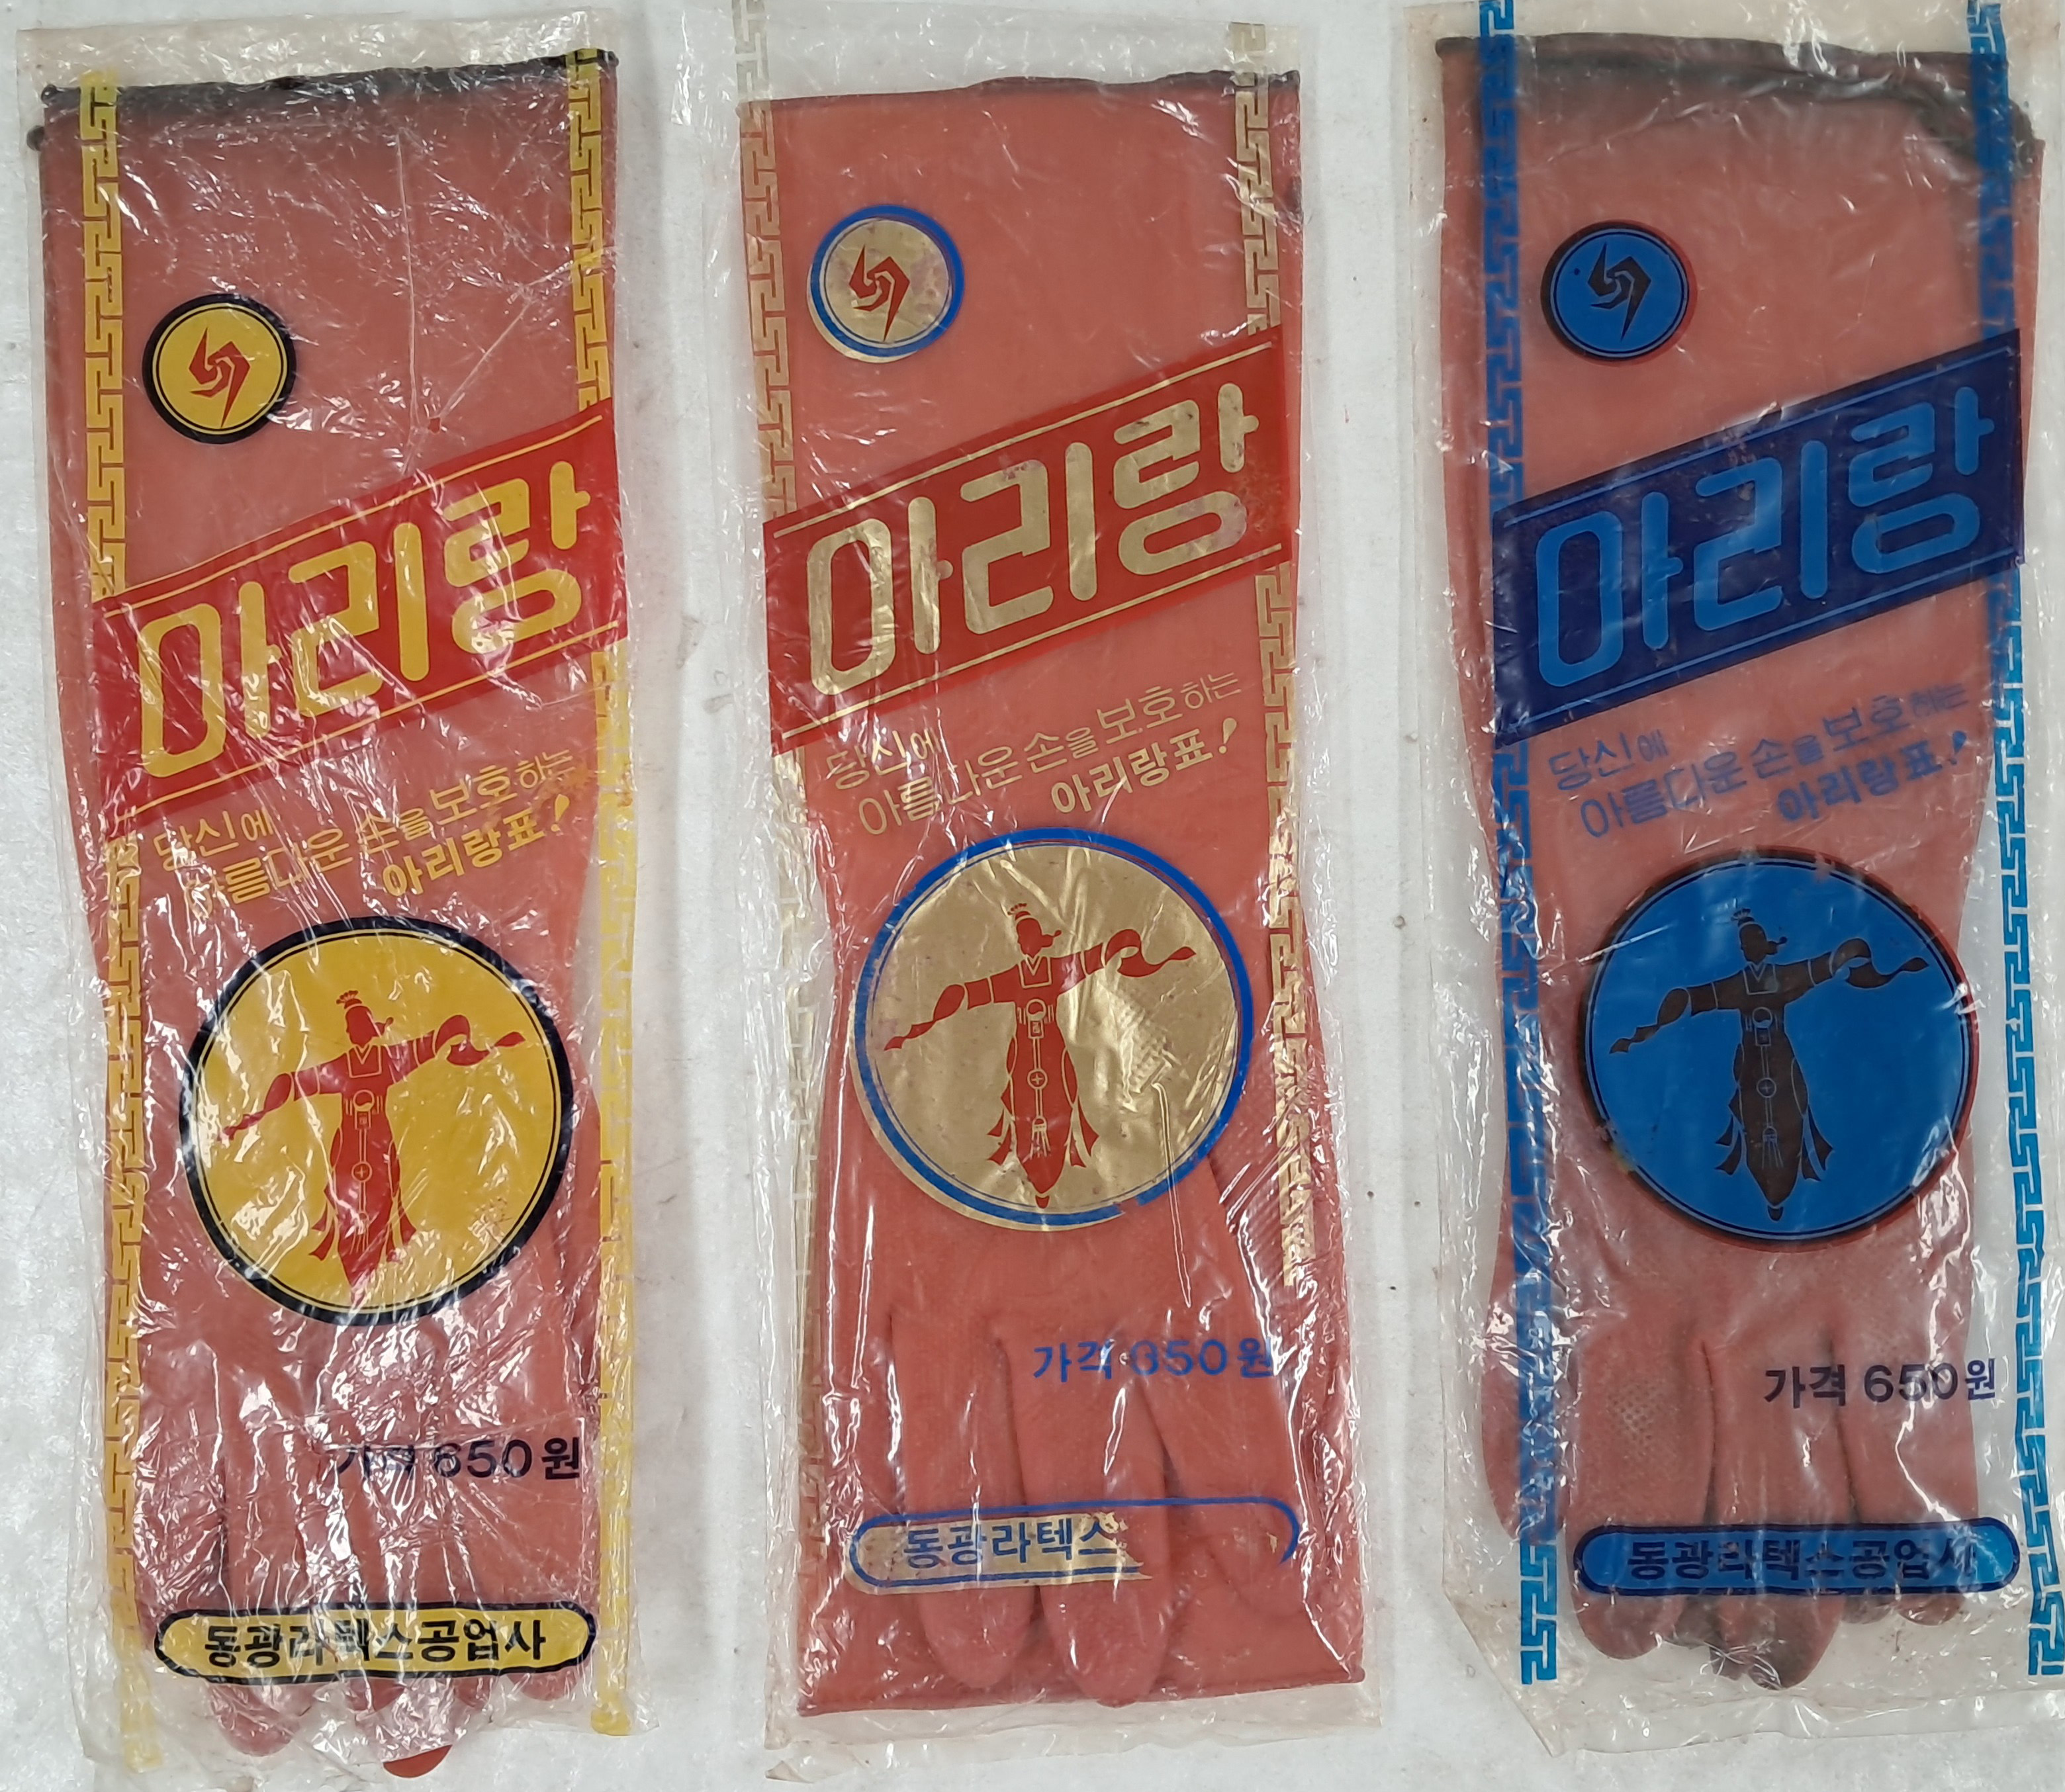 아리랑
당신에
아름다운 손을 보호하는
아리랑표!
가격 650원
동광라텍스공업사
아리랑
당신에
아름다운 손을 보호하는
아리랑표!
가격 650원
동광라텍스
아리랑
당신에
아름다운 손을 보호하는
아리랑표!
가격 650원
동광라텍스공업사